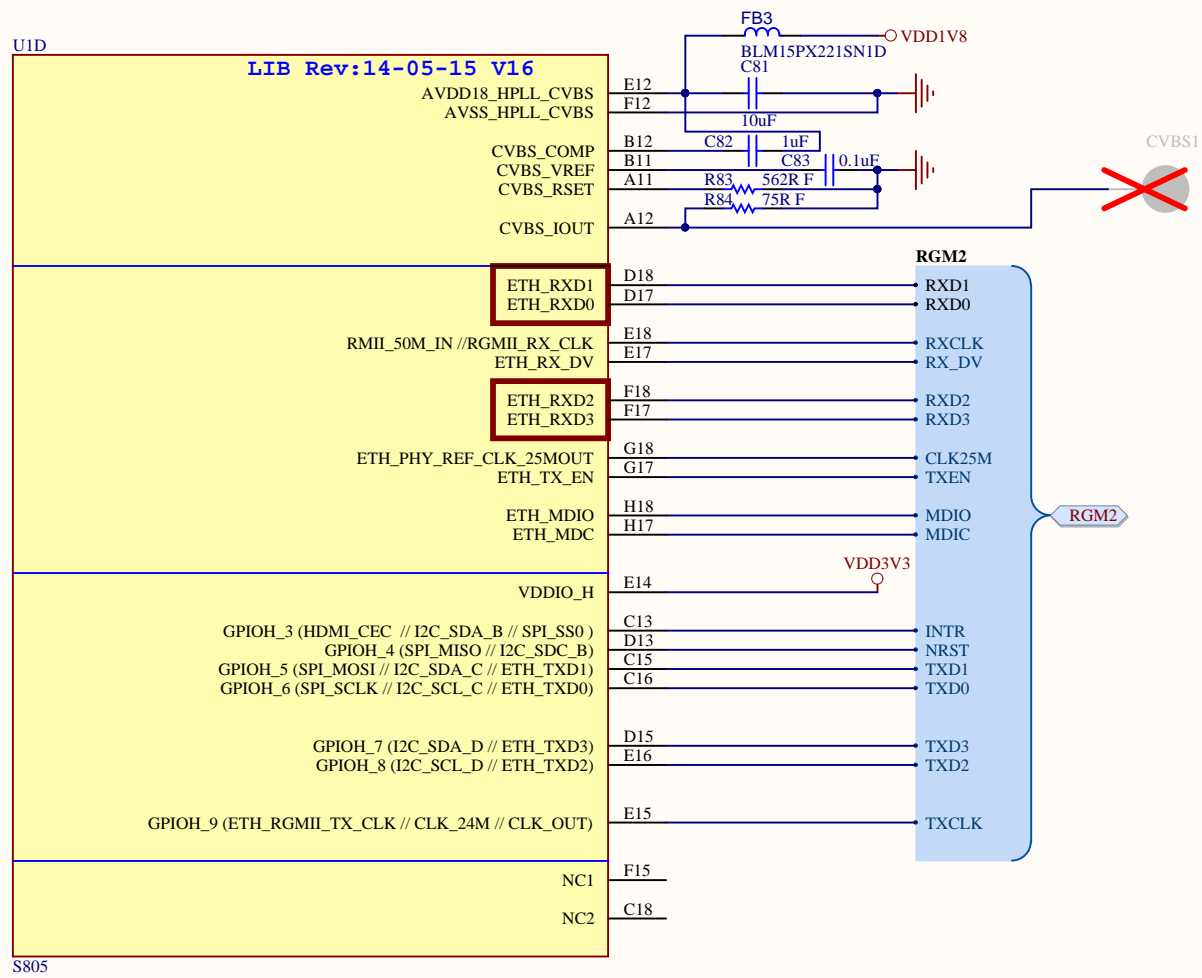 FB3
VDD1V8
U1D
BLM15PX221SN1D
LIB Rev:14-05-15 V16
C81
AVDD18_HPLL_CVBS E12
AVSS_HPLL_CVBS F12
10uF
CVBS_COMP B12 C82 1uF CVBS1
CVBS_VREF B11 C83 0.1uF
CVBS_RSET A11 R83 562R F
R84 75R F
CVBS_IOUT A12
RGM2
ETH_RXD1 D18 RXD1
ETH_RXD0 D17 RXD0
RMII_50M_IN //RGMII_RX_CLK E18 RXCLK
ETH_RX_DV E17 RX_DV
ETH_RXD2 F18 RXD2
ETH_RXD3 F17 RXD3
ETH_PHY_REF_CLK_25MOUT G18 CLK25M
ETH_TX_EN G17 TXEN
ETH_MDIO H18 MDIO
RGM2
ETH_MDC H17 MDIC
VDD3V3
VDDIO_H E14
GPIOH_3 (HDMI_CEC // I2C_SDA_B // SPI_SS0 ) C13 INTR
GPIOH_4 (SPI_MISO // I2C_SDC_B) D13 NRST
GPIOH_5 (SPI_MOSI // I2C_SDA_C // ETH_TXD1) C15 TXD1
GPIOH_6 (SPI_SCLK // I2C_SCL_C // ETH_TXD0) C16 TXD0
GPIOH_7 (I2C_SDA_D // ETH_TXD3) D15 TXD3
GPIOH_8 (I2C_SCL_D // ETH_TXD2) E16 TXD2
GPIOH_9 (ETH_RGMII_TX_CLK // CLK_24M // CLK_OUT) E15 TXCLK
NC1 F15
NC2 C18
S805